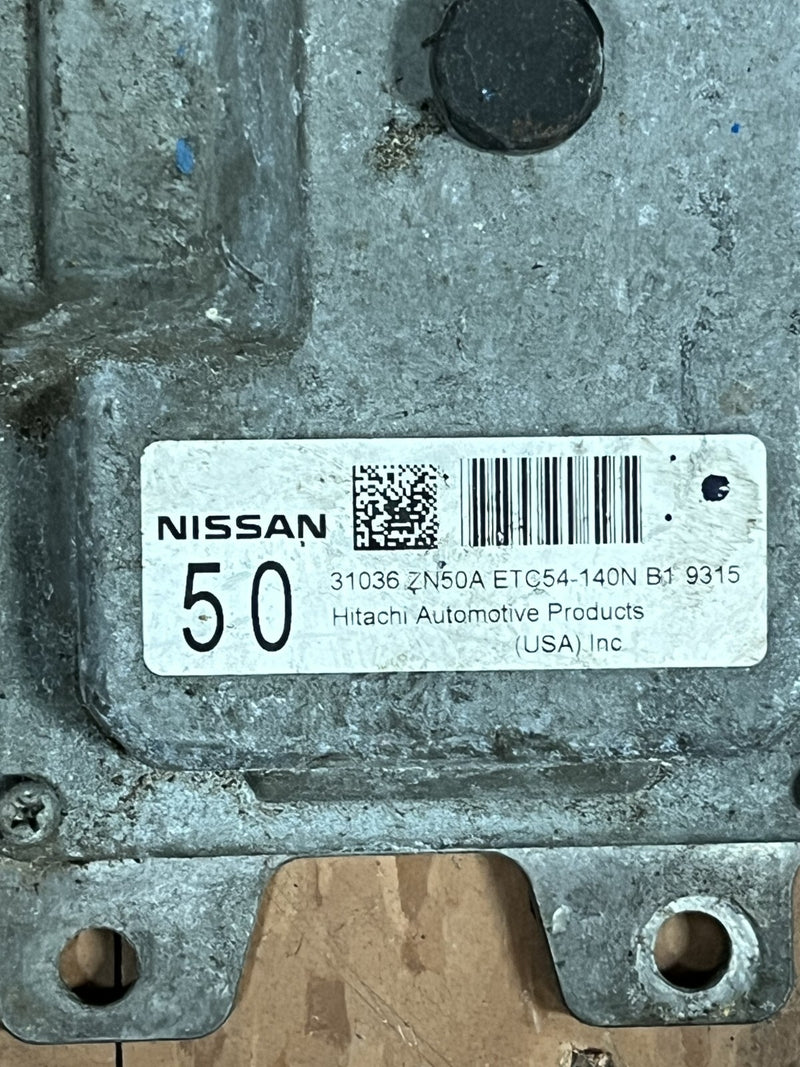 NISSAN
50
31036 ZN50A ETC54-140N B1 9315
Hitachi Automotive Products
(USA) Inc